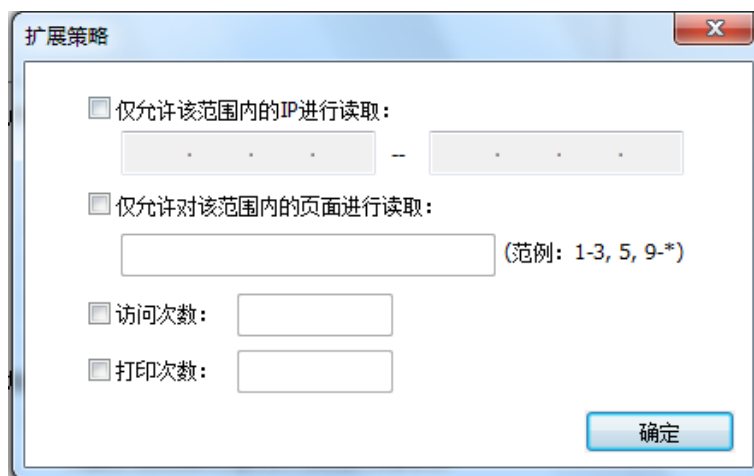 扩展策略
仅允许该范围内的IP进行读取：
. . . -- . . .
仅允许对该范围内的页面进行读取：
(范例：1-3, 5, 9-*)
访问次数：
打印次数：
确定